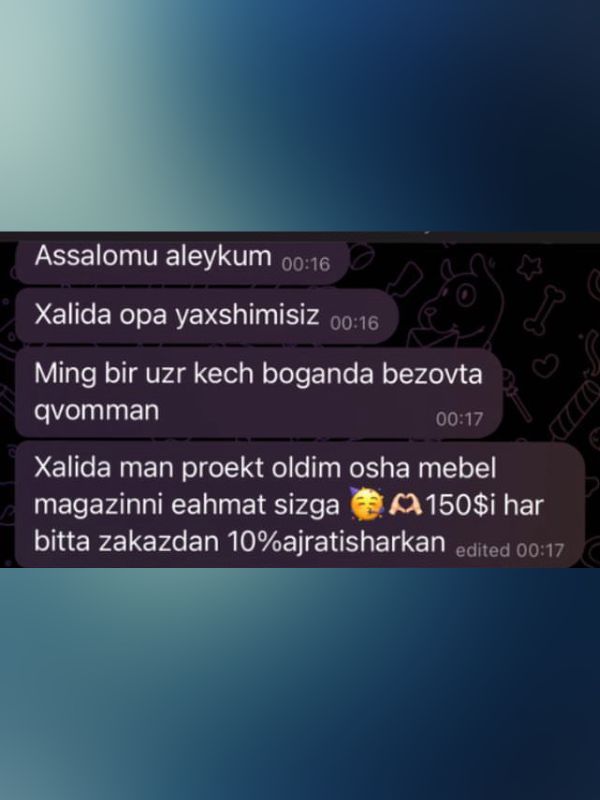 Assalomu aleykum 00:16
Xalida opa yaxshimisiz 00:16
Ming bir uzr kech boganda bezovta
qvomman 00:17
Xalida man proekt oldim osha mebel
magazinni eahmat sizga 🥳🫶🏻150$i har
bitta zakazdan 10%ajratisharkan edited 00:17